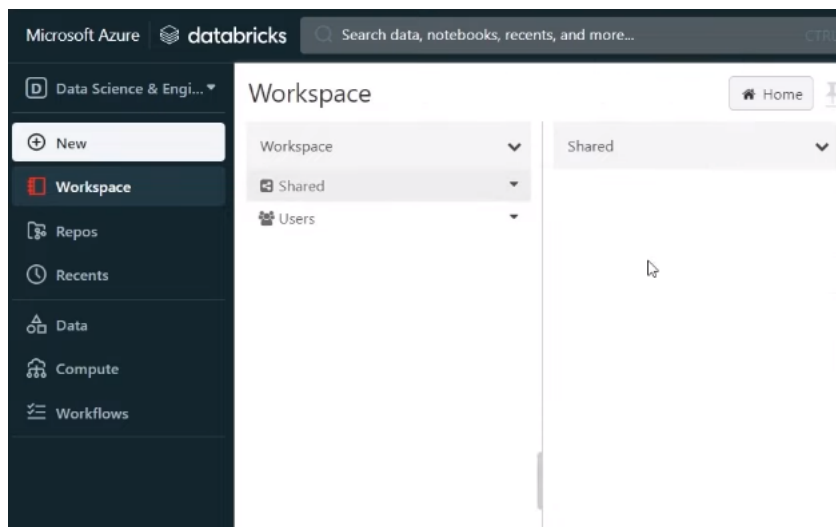 Microsoft Azure databricks Search data, notebooks, recents, and more... CTRL
D Data Science & Engi...
Workspace
Home
New
Workspace
Shared
Workspace
Shared
Repos
Users
Recents
Data
Compute
Workflows